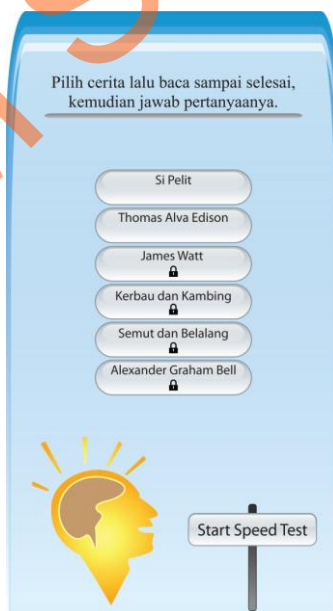 Pilih cerita lalu baca sampai selesai,
kemudian jawab pertanyaanya.
Si Pelit
Thomas Alva Edison
James Watt
Kerbau dan Kambing
Semut dan Belalang
Alexander Graham Bell
Start Speed Test